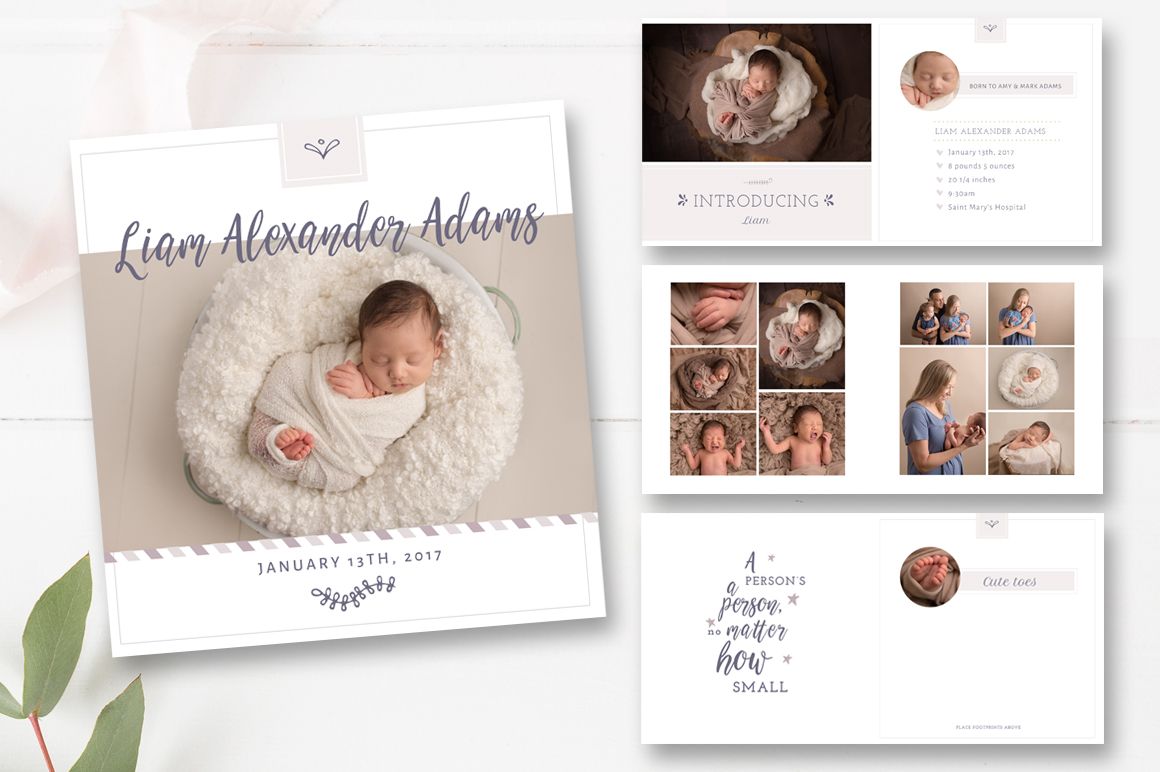 Liam Alexander Adams
JANUARY 13TH, 2017
INTRODUCING
Liam
BORN TO AMY & MARK ADAMS
LIAM ALEXANDER ADAMS
January 13th, 2017
8 pounds 5 ounces
20 1/4 inches
9:30am
Saint Mary's Hospital
A
PERSON'S
a
person,
no matter
how
SMALL
Cute toes
PLACE FOOTPRINTS ABOVE